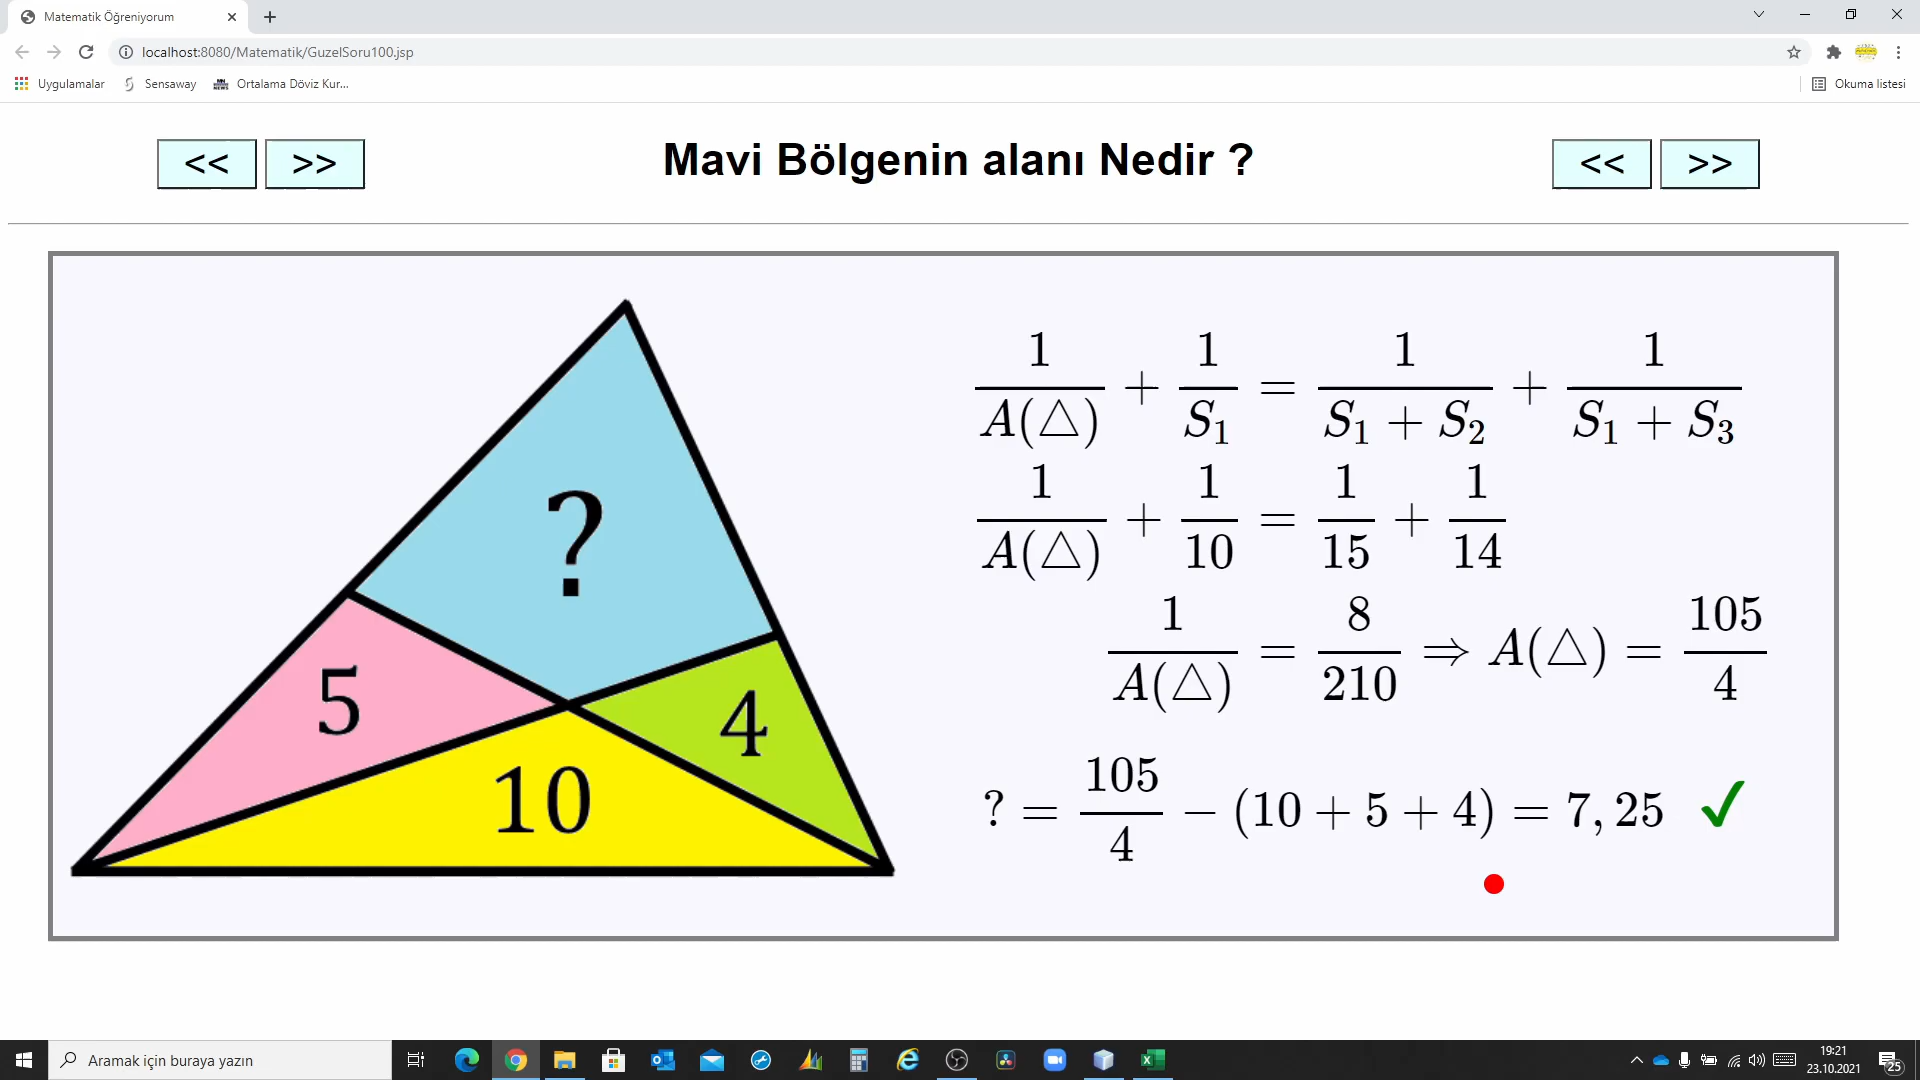 Matematik Öğreniyorum
localhost:8080/Matematik/GuzelSoru100.jsp
Uygulamalar
Sensaway
Ortalama Döviz Kur...
Okuma listesi
<< >>
Mavi Bölgenin alanı Nedir ?
<< >>
?
5
4
10
1/A(△) + 1/S₁ = 1/(S₁ + S₂) + 1/(S₁ + S₃)
1/A(△) + 1/10 = 1/15 + 1/14
1/A(△) = 8/210 ⇒ A(△) = 105/4
? = 105/4 − (10 + 5 + 4) = 7,25 ✓
Aramak için buraya yazın
19:21
23.10.2021
25